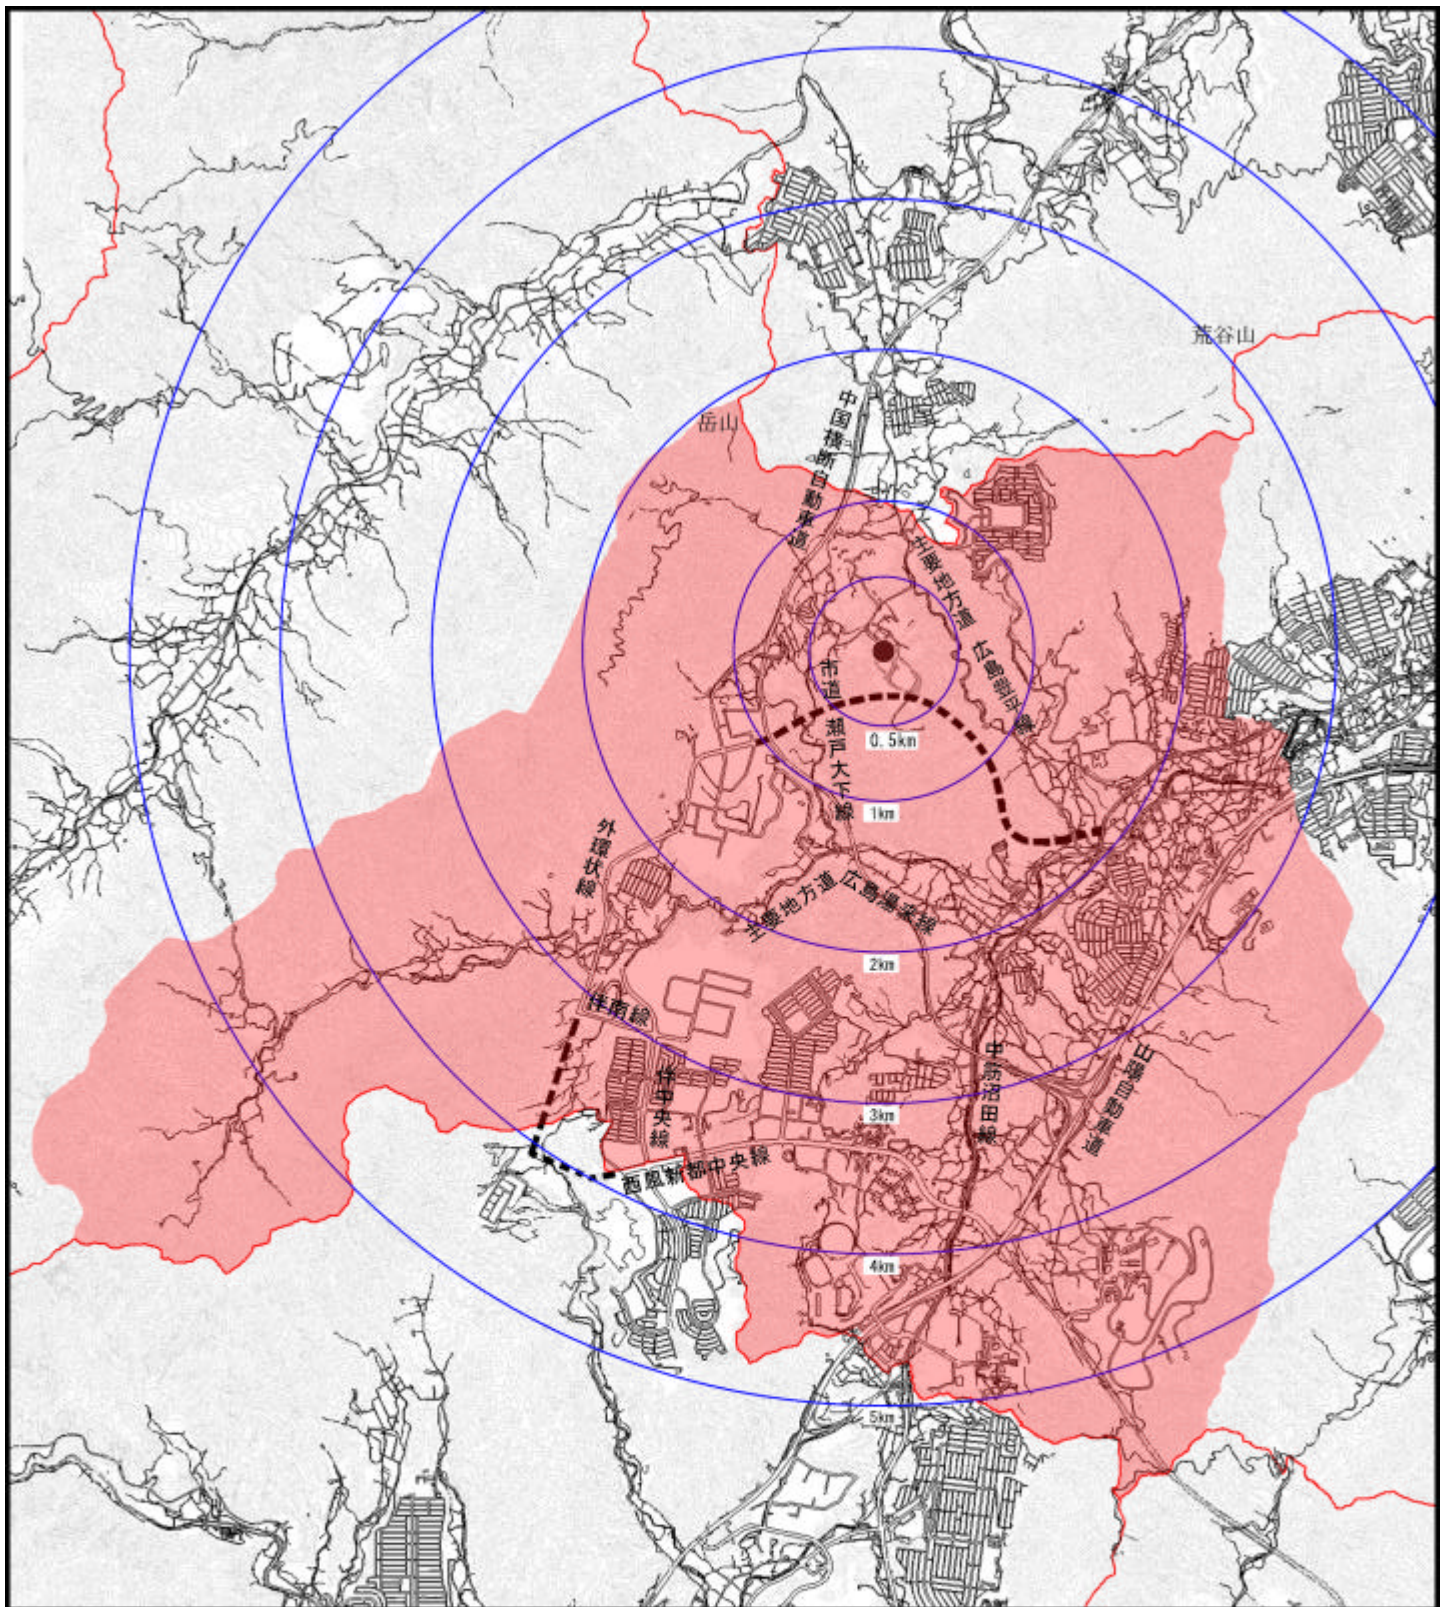 荒谷山
岳山
中国横断自動車道
主要地方道 広島豊平線
市道 瀬戸大下線
0.5km
1km
外環状線
主要地方道 広島湯来線
2km
伴南線
伴中央線
中筋沼田線
山陽自動車道
3km
西風新都中央線
4km
5km